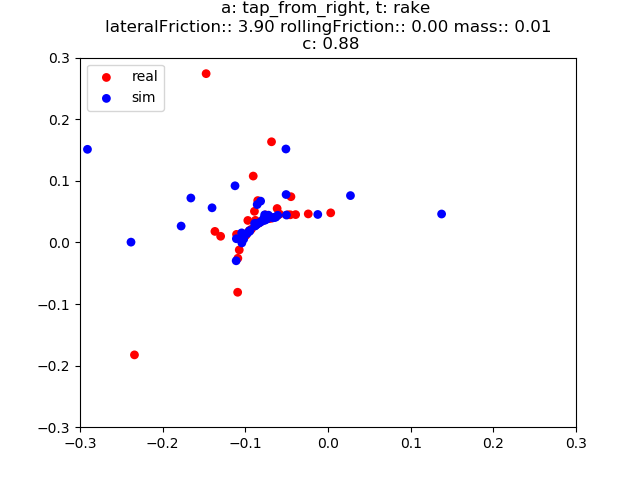 a: tap_from_right, t: rake
lateralFriction:: 3.90 rollingFriction:: 0.00 mass:: 0.01
c: 0.88
real
sim
0.3
0.2
0.1
0.0
−0.1
−0.2
−0.3
−0.3 −0.2 −0.1 0.0 0.1 0.2 0.3